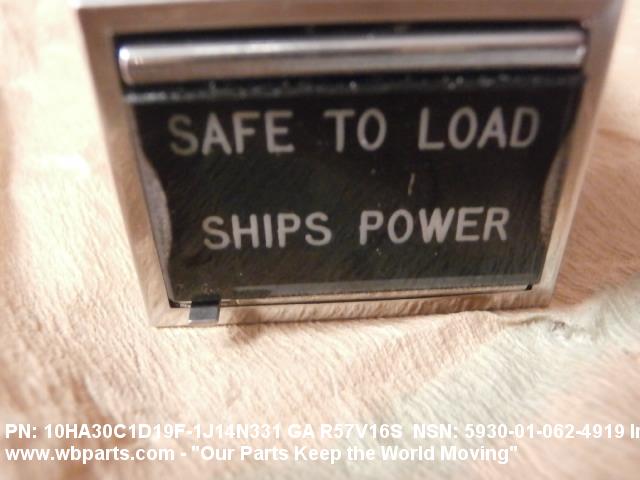 SAFE TO LOAD
SHIPS POWER
PN: 10HA30C1D19F-1J14N331 GA R57V16S NSN: 5930-01-062-4919 In
www.wbparts.com - "Our Parts Keep the World Moving"